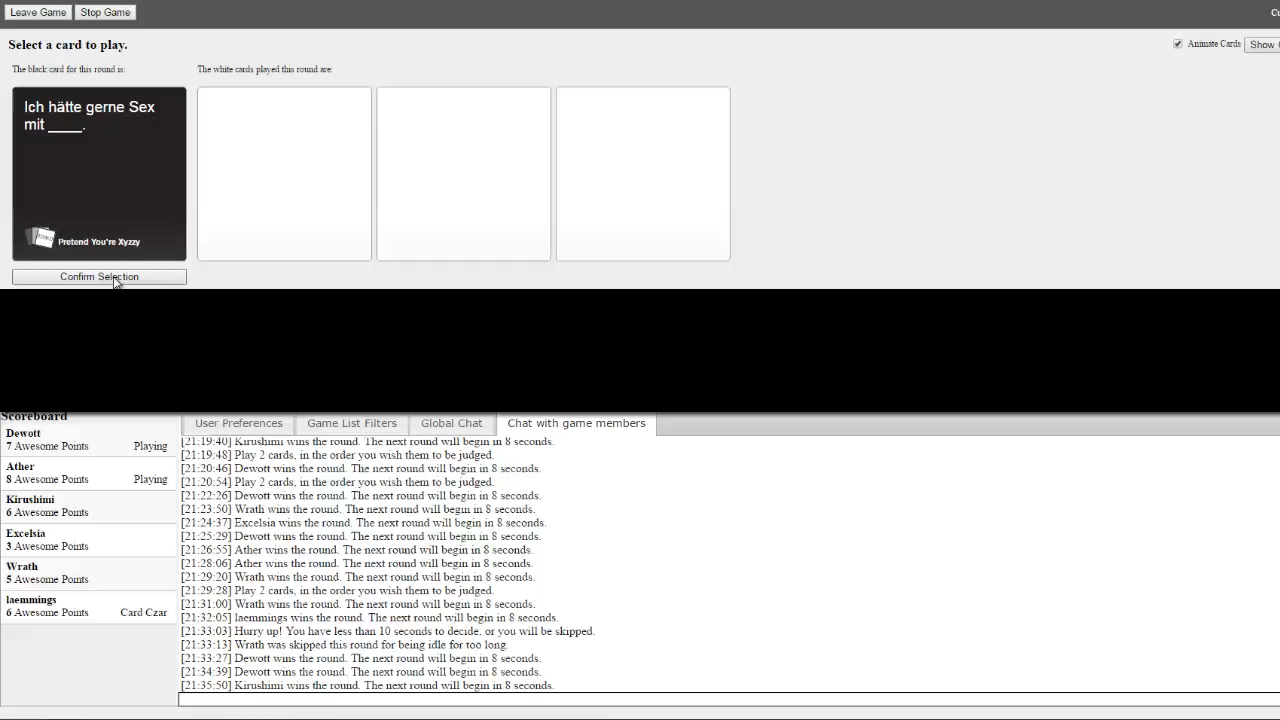 Leave Game Stop Game
Select a card to play.
Animate Cards Show
The black card for this round is:
The white cards played this round are:
Ich hätte gerne Sex
mit ____.
Pretend You're Xyzzy
Confirm Selection
Scoreboard
User Preferences Game List Filters Global Chat Chat with game members
Dewott
7 Awesome Points Playing
Ather
8 Awesome Points Playing
Kirushimi
6 Awesome Points
Excelsia
3 Awesome Points
Wrath
5 Awesome Points
laemmings
6 Awesome Points Card Czar
[21:19:40] Kirushimi wins the round. The next round will begin in 8 seconds.
[21:19:48] Play 2 cards, in the order you wish them to be judged.
[21:20:46] Dewott wins the round. The next round will begin in 8 seconds.
[21:20:54] Play 2 cards, in the order you wish them to be judged.
[21:22:26] Dewott wins the round. The next round will begin in 8 seconds.
[21:23:50] Wrath wins the round. The next round will begin in 8 seconds.
[21:24:37] Excelsia wins the round. The next round will begin in 8 seconds.
[21:25:29] Dewott wins the round. The next round will begin in 8 seconds.
[21:26:55] Ather wins the round. The next round will begin in 8 seconds.
[21:28:06] Ather wins the round. The next round will begin in 8 seconds.
[21:29:20] Wrath wins the round. The next round will begin in 8 seconds.
[21:29:28] Play 2 cards, in the order you wish them to be judged.
[21:31:00] Wrath wins the round. The next round will begin in 8 seconds.
[21:32:05] laemmings wins the round. The next round will begin in 8 seconds.
[21:33:03] Hurry up! You have less than 10 seconds to decide, or you will be skipped.
[21:33:13] Wrath was skipped this round for being idle for too long.
[21:33:27] Dewott wins the round. The next round will begin in 8 seconds.
[21:34:39] Dewott wins the round. The next round will begin in 8 seconds.
[21:35:50] Kirushimi wins the round. The next round will begin in 8 seconds.